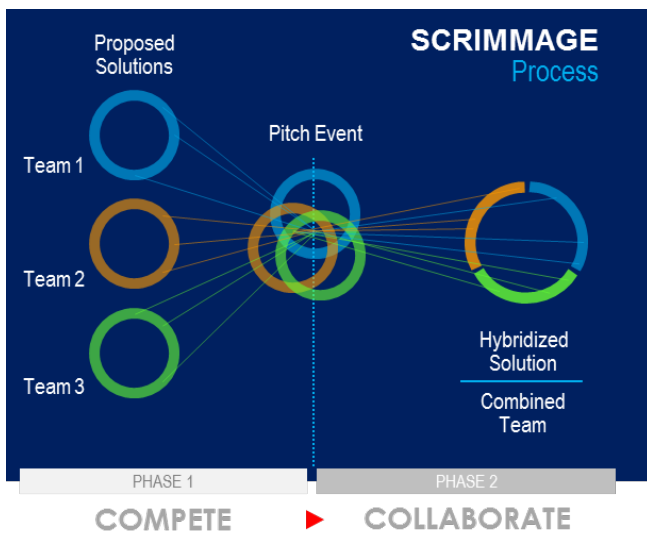 SCRIMMAGE
Process
Proposed
Solutions
Team 1
Pitch Event
Team 2
Team 3
Hybridized
Solution
Combined
Team
PHASE 1
PHASE 2
COMPETE
COLLABORATE